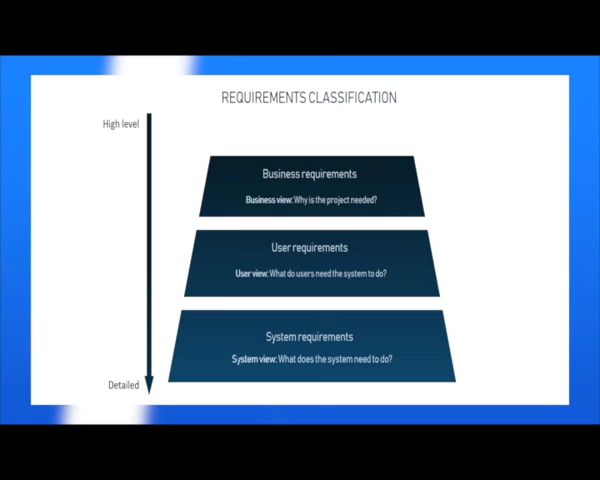 REQUIREMENTS CLASSIFICATION
High level
Business requirements
Business view: Why is the project needed?
User requirements
User view: What do users need the system to do?
System requirements
System view: What does the system need to do?
Detailed